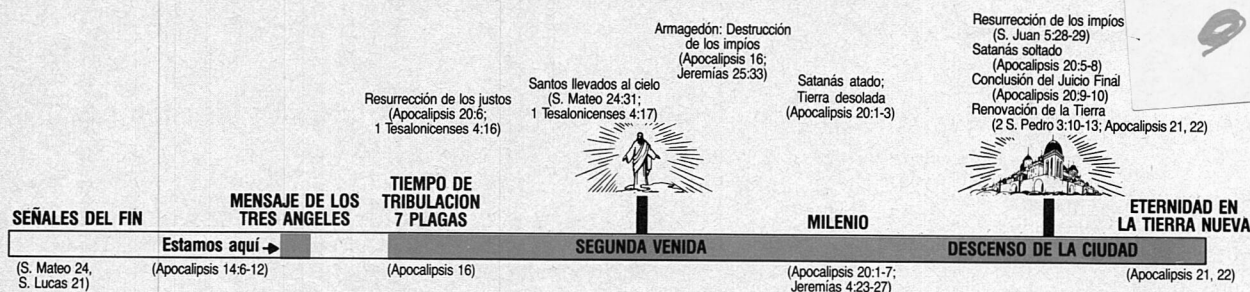 SEÑALES DEL FIN
(S. Mateo 24,
S. Lucas 21)
Estamos aquí
MENSAJE DE LOS
TRES ANGELES
(Apocalipsis 14:6-12)
Resurrección de los justos
(Apocalipsis 20:6;
1 Tesalonicenses 4:16)
TIEMPO DE
TRIBULACION
7 PLAGAS
(Apocalipsis 16)
Santos llevados al cielo
(S. Mateo 24:31;
1 Tesalonicenses 4:17)
SEGUNDA VENIDA
Armagedón: Destrucción
de los impíos
(Apocalipsis 16;
Jeremías 25:33)
Satanás atado;
Tierra desolada
(Apocalipsis 20:1-3)
MILENIO
(Apocalipsis 20:1-7;
Jeremías 4:23-27)
Resurrección de los impíos
(S. Juan 5:28-29)
Satanás soltado
(Apocalipsis 20:5-8)
Conclusión del Juicio Final
(Apocalipsis 20:9-10)
Renovación de la Tierra
(2 S. Pedro 3:10-13; Apocalipsis 21, 22)
DESCENSO DE LA CIUDAD
ETERNIDAD EN
LA TIERRA NUEVA
(Apocalipsis 21, 22)